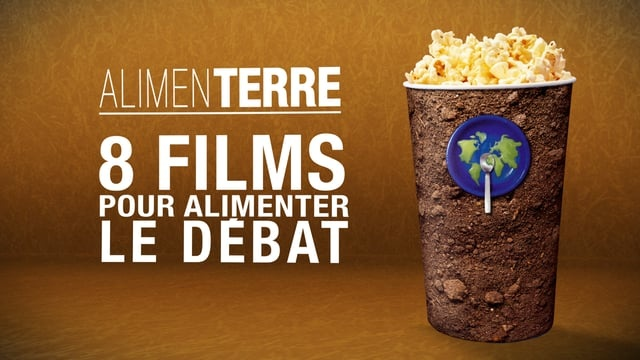 ALIMENTERRE
8 FILMS
POUR ALIMENTER
LE DÉBAT